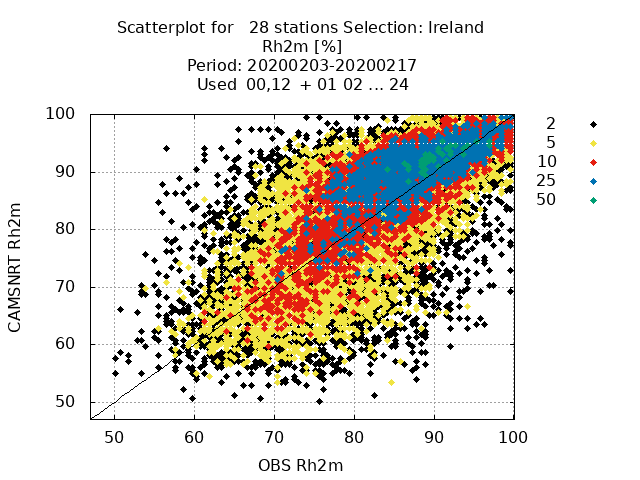 Scatterplot for 28 stations Selection: Ireland
Rh2m [%]
Period: 20200203-20200217
Used 00,12 + 01 02 ... 24
100
90
80
70
60
50
CAMSNRT Rh2m
50 60 70 80 90 100
OBS Rh2m
2
5
10
25
50